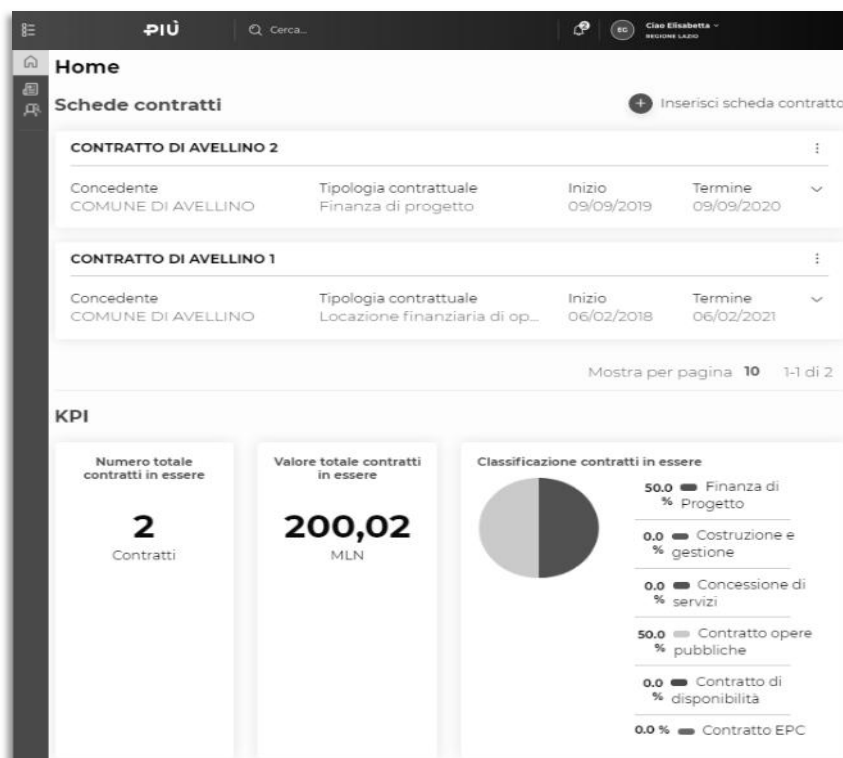 PIÙ
Cerca...
2
EG
Ciao Elisabetta
REGIONE LAZIO
Home
Schede contratti
Inserisci scheda contratto
CONTRATTO DI AVELLINO 2
Concedente Tipologia contrattuale Inizio Termine
COMUNE DI AVELLINO Finanza di progetto 09/09/2019 09/09/2020
CONTRATTO DI AVELLINO 1
Concedente Tipologia contrattuale Inizio Termine
COMUNE DI AVELLINO Locazione finanziaria di op... 06/02/2018 06/02/2021
Mostra per pagina 10 1-1 di 2
KPI
Numero totale
contratti in essere
2
Contratti
Valore totale contratti
in essere
200,02
MLN
Classificazione contratti in essere
50.0 Finanza di
% Progetto
0.0 Costruzione e
% gestione
0.0 Concessione di
% servizi
50.0 Contratto opere
% pubbliche
0.0 Contratto di
% disponibilità
0.0 % Contratto EPC